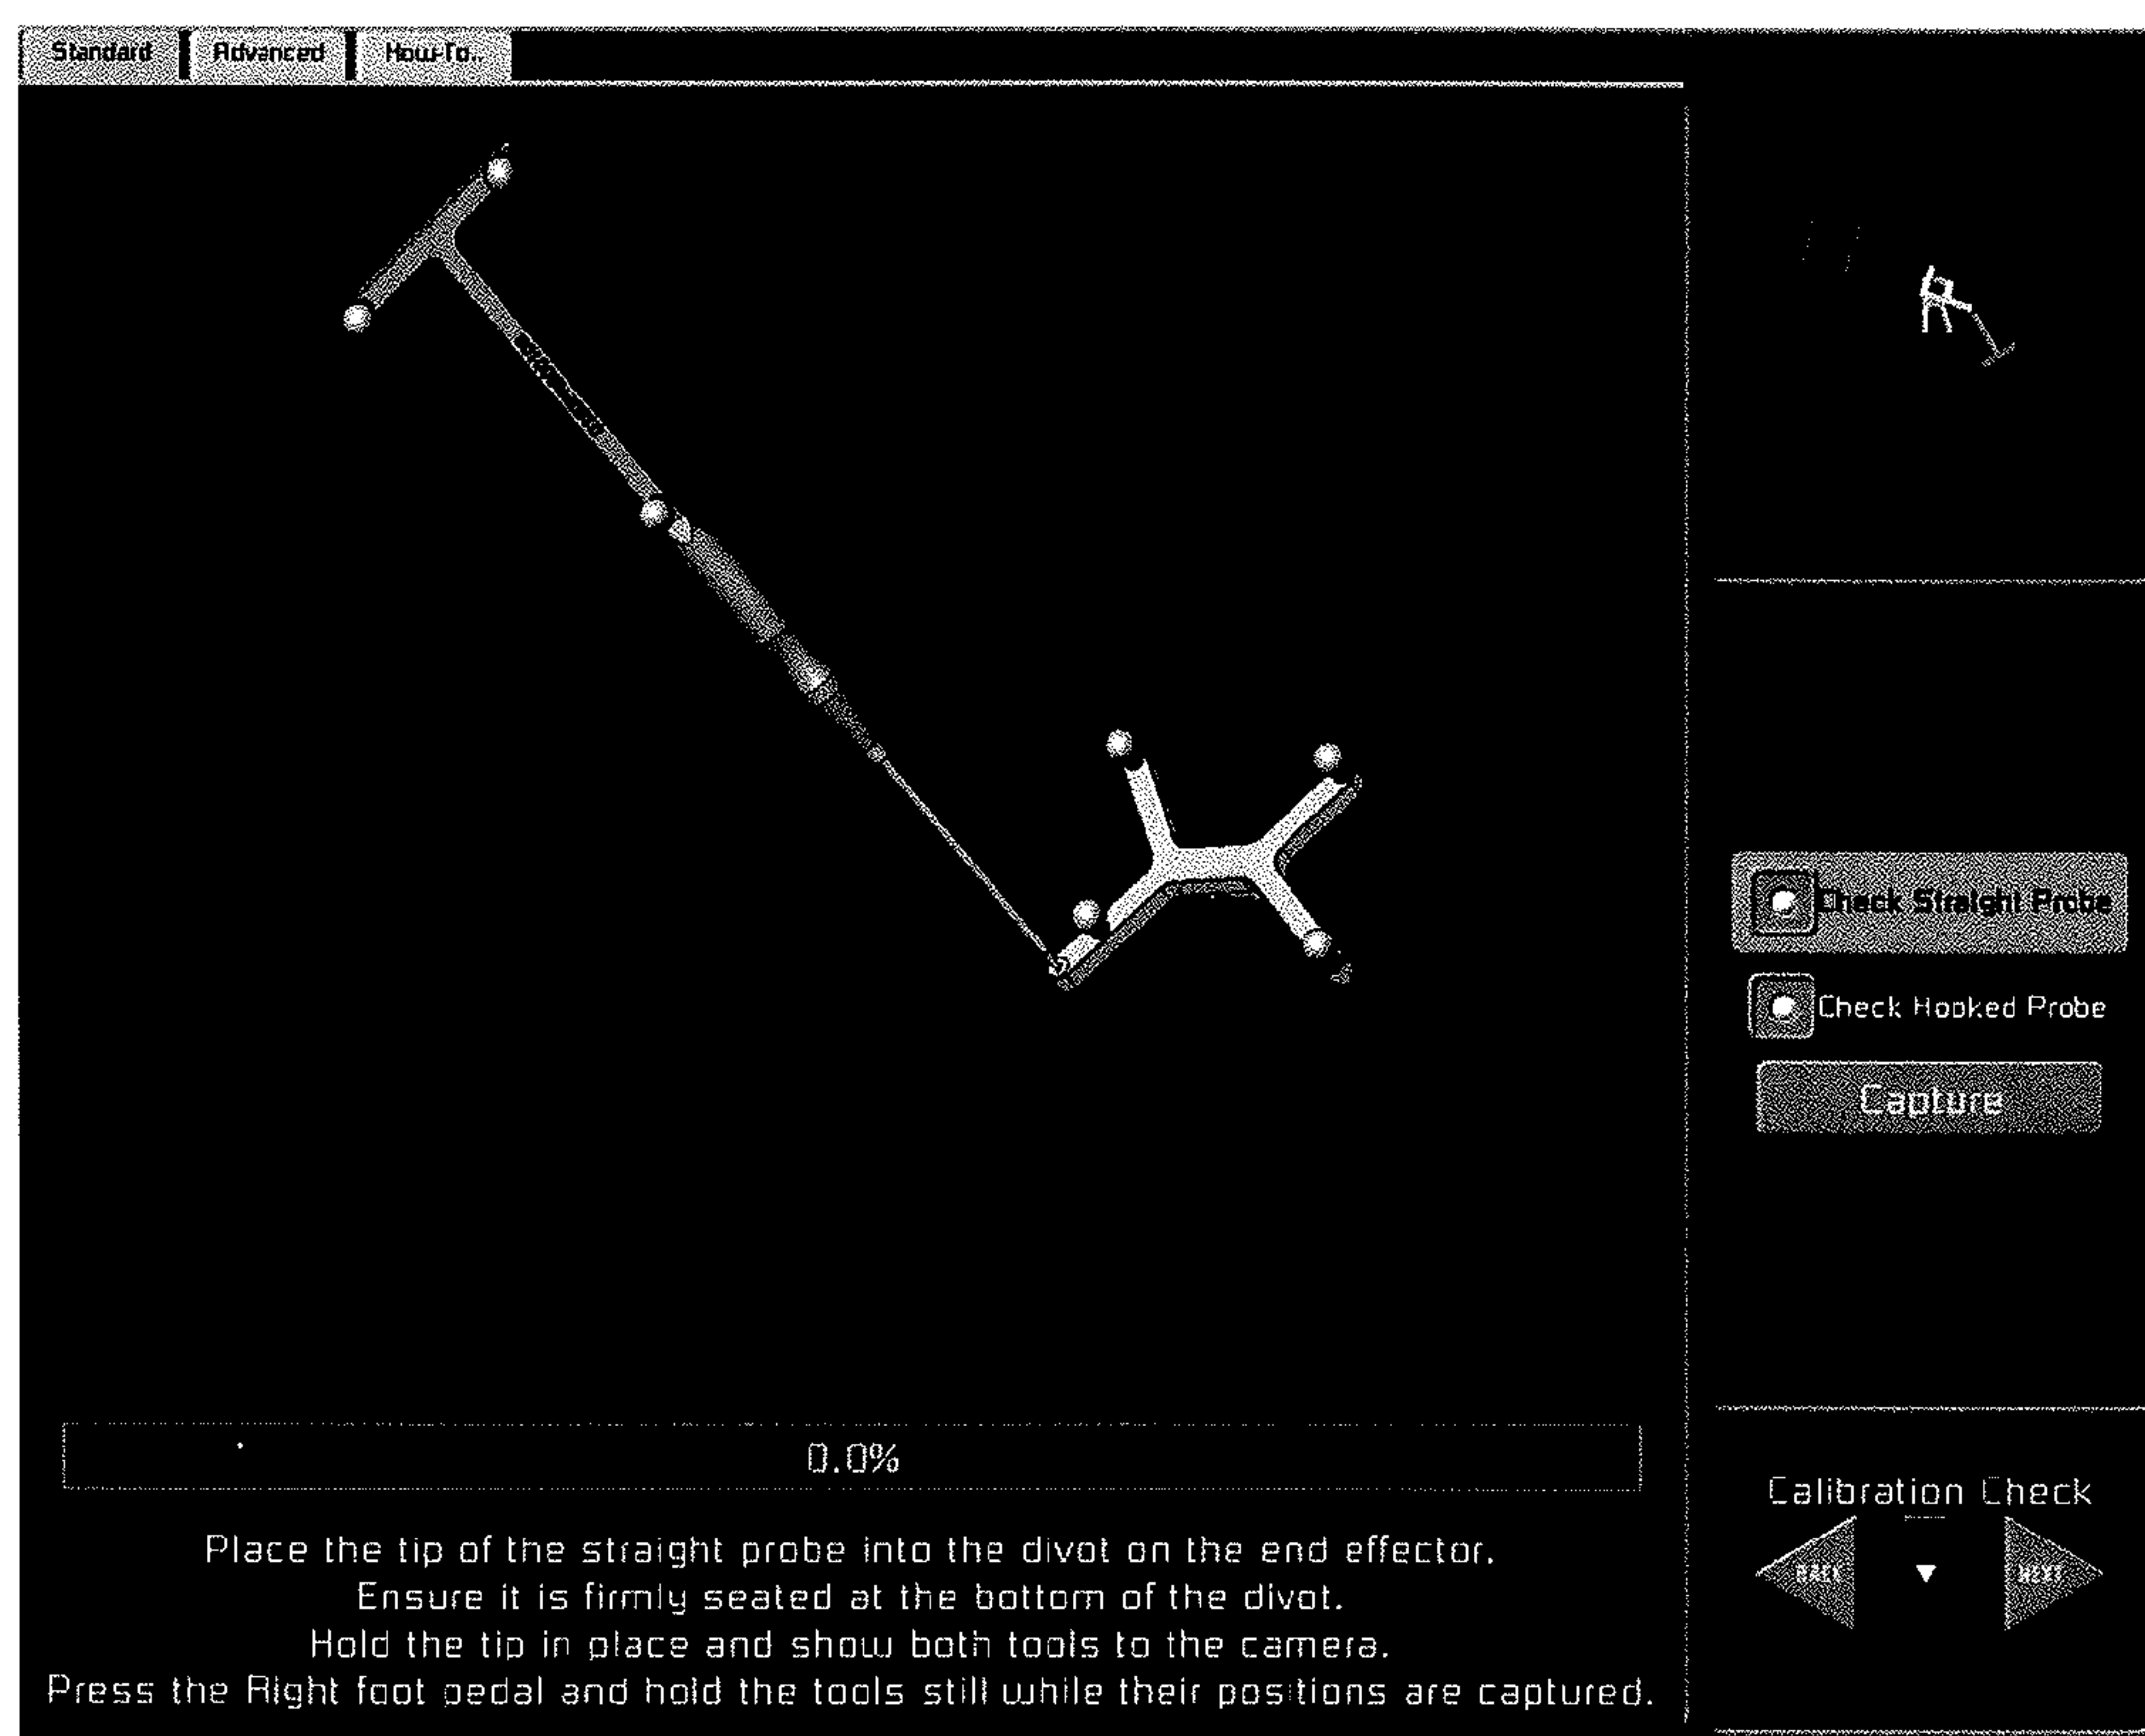 Standard
Advanced
How-To..
Check Straight Probe
Check Hooked Probe
Capture
0.0%
Calibration Check
BACK
NEXT
Place the tip of the straight probe into the divot on the end effector.
Ensure it is firmly seated at the bottom of the divot.
Hold the tip in place and show both tools to the camera.
Press the Right foot pedal and hold the tools still while their positions are captured.